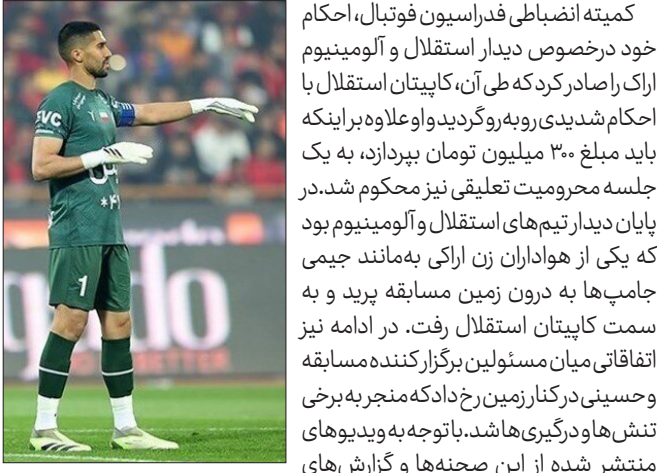 کمیته انضباطی فدراسیون فوتبال، احکام
خود درخصوص دیدار استقلال و آلومینیوم
اراک را صادر کرد که طی آن، کاپیتان استقلال با
احکام شدیدی روبه‌رو گردید و او علاوه بر اینکه
باید مبلغ ۳۰۰ میلیون تومان بپردازد، به یک
جلسه محرومیت تعلیقی نیز محکوم شد. در
پایان دیدار تیم‌های استقلال و آلومینیوم بود
که یکی از هواداران زن اراکی به‌مانند جیمی
جامپ‌ها به درون زمین مسابقه پرید و به
سمت کاپیتان استقلال رفت. در ادامه نیز
اتفاقاتی میان مسئولین برگزار کننده مسابقه
و حسینی در کنار زمین رخ داد که منجر به برخی
تنش‌ها و درگیری‌ها شد. با توجه به ویدیوهای
منتشر شده از این صحنه‌ها و گزارش‌های
1